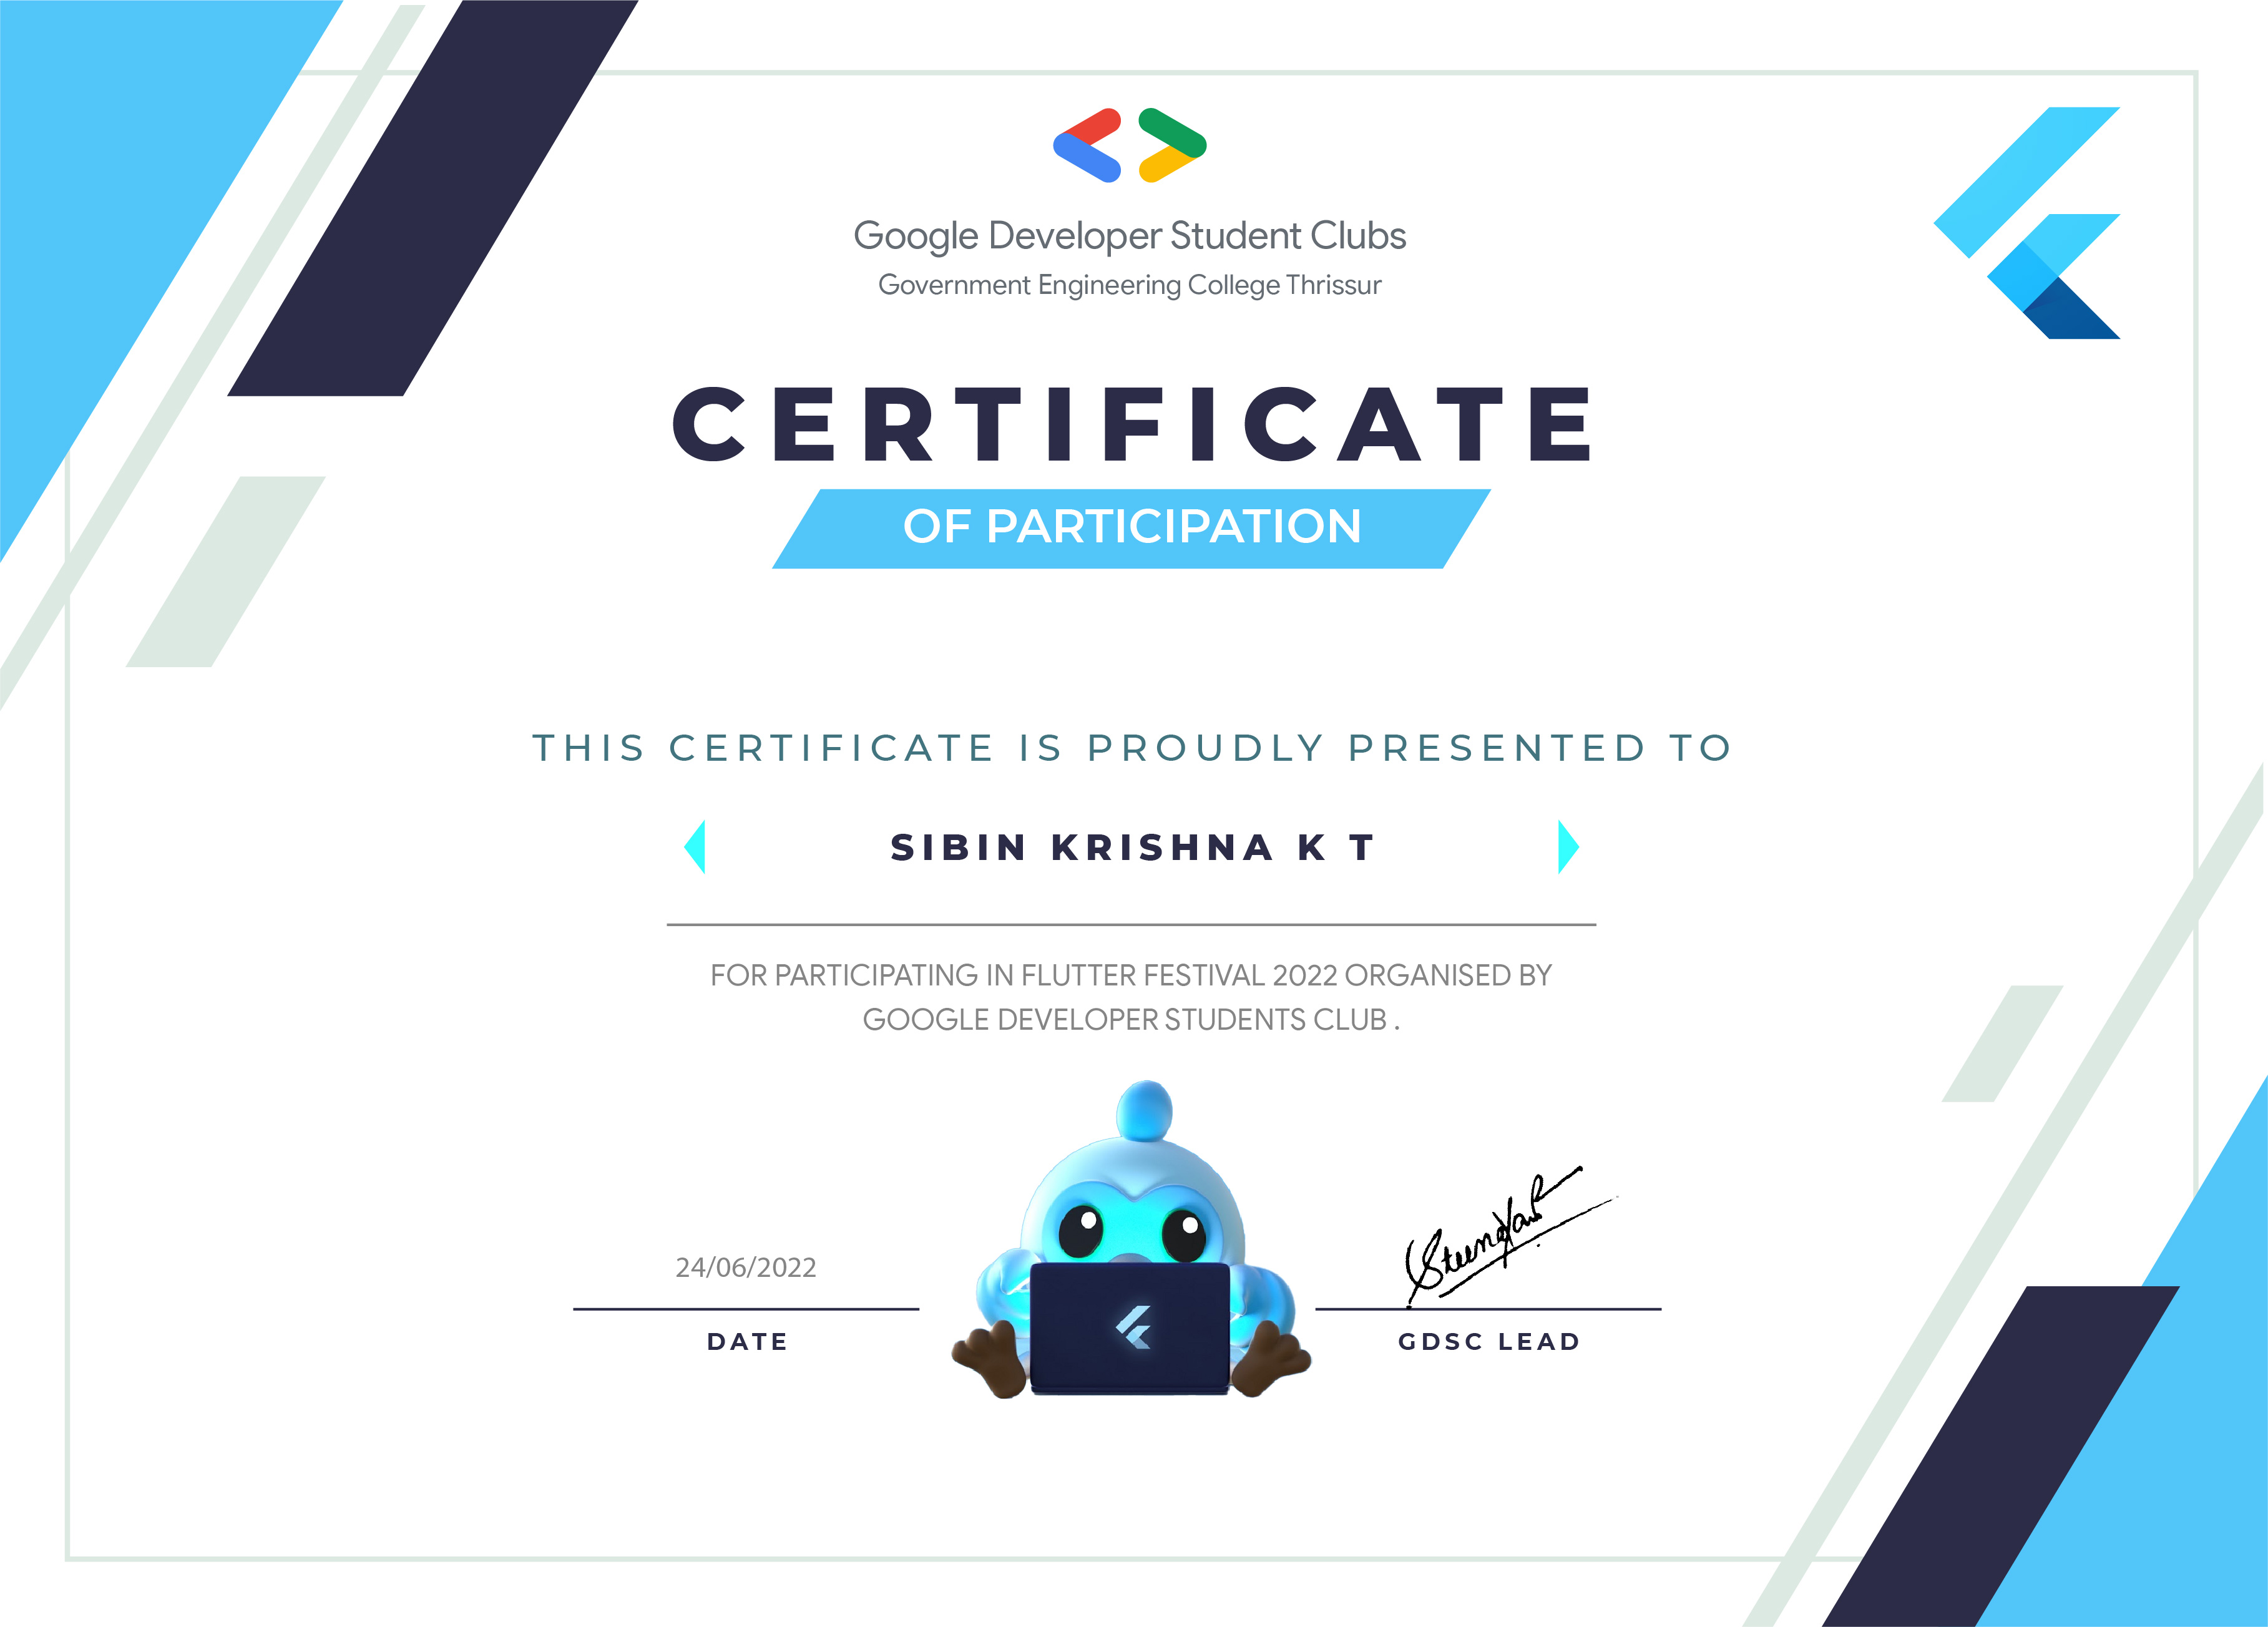 Google Developer Student Clubs
Government Engineering College Thrissur
CERTIFICATE
OF PARTICIPATION
THIS CERTIFICATE IS PROUDLY PRESENTED TO
SIBIN KRISHNA K T
FOR PARTICIPATING IN FLUTTER FESTIVAL 2022 ORGANISED BY
GOOGLE DEVELOPER STUDENTS CLUB .
24/06/2022
DATE
GDSC LEAD